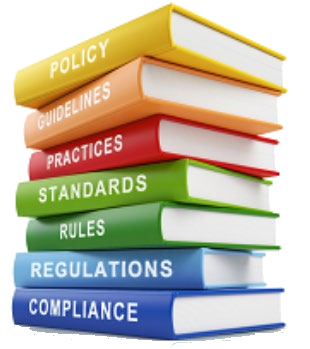 POLICY
GUIDELINES
PRACTICES
STANDARDS
RULES
REGULATIONS
COMPLIANCE